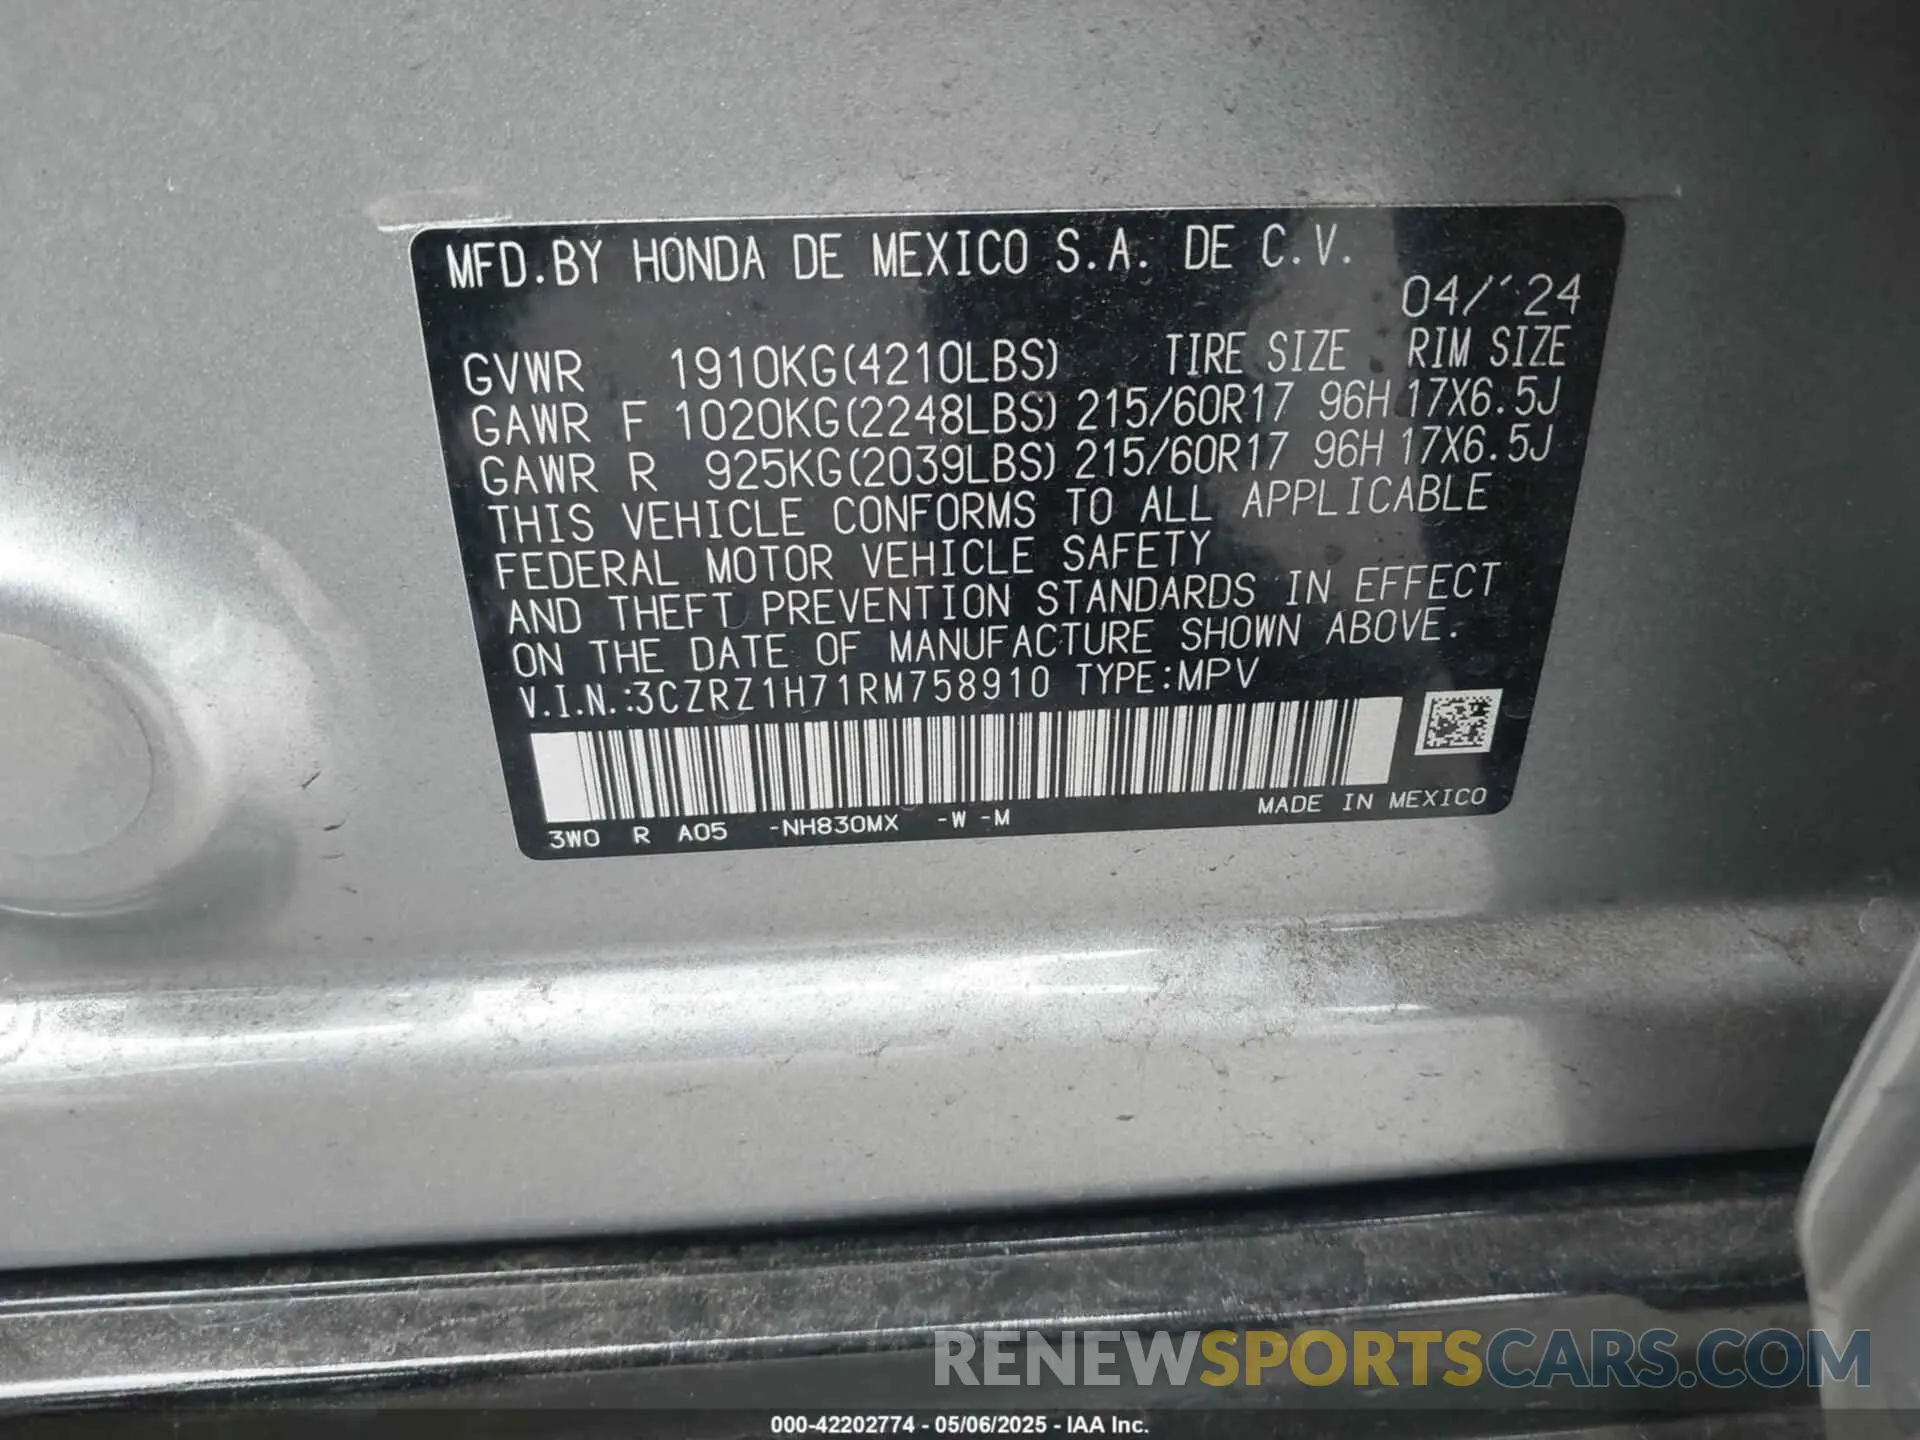 MFD.BY HONDA DE MEXICO S.A. DE C.V.
04/'24
GVWR 1910KG(4210LBS) TIRE SIZE RIM SIZE
GAWR F 1020KG(2248LBS) 215/60R17 96H 17X6.5J
GAWR R 925KG(2039LBS) 215/60R17 96H 17X6.5J
THIS VEHICLE CONFORMS TO ALL APPLICABLE
FEDERAL MOTOR VEHICLE SAFETY
AND THEFT PREVENTION STANDARDS IN EFFECT
ON THE DATE OF MANUFACTURE SHOWN ABOVE.
V.I.N.:3CZRZ1H71RM758910 TYPE:MPV
MADE IN MEXICO
3W0 R A05 -NH830MX -W -M
RENEWSPORTSCARS.COM
000-42202774 - 05/06/2025 - IAA Inc.